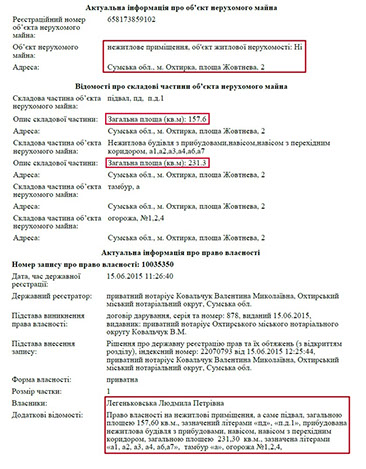 Актуальна інформація про об'єкт нерухомого майна
Реєстраційний номер 658173859102
об'єкта нерухомого
майна:
Об'єкт нерухомого нежитлове приміщення, об'єкт житлової нерухомості: Ні
майна:
Адреса: Сумська обл., м. Охтирка, площа Жовтнева, 2
Відомості про складові частини об'єкта нерухомого майна
Складова частина об'єкта підвал, пд, п.д.1
нерухомого майна:
Опис складової частини: Загальна площа (кв.м): 157.6
Адреса: Сумська обл., м. Охтирка, площа Жовтнева, 2
Складова частина об'єкта Нежитлова будівля з прибудовами,навісом,навісом з перехідним
нерухомого майна: коридором, а1,а2,а3,а4,а6,а7
Опис складової частини: Загальна площа (кв.м): 231.3
Адреса: Сумська обл., м. Охтирка, площа Жовтнева, 2
Складова частина об'єкта тамбур, а
нерухомого майна:
Адреса: Сумська обл., м. Охтирка, площа Жовтнева, 2
Складова частина об'єкта огорожа, №1,2,4
нерухомого майна:
Адреса: Сумська обл., м. Охтирка, площа Жовтнева, 2
Актуальна інформація про право власності
Номер запису про право власності: 10035350
Дата, час державної 15.06.2015 11:26:40
реєстрації:
Державний реєстратор: приватний нотаріус Ковальчук Валентина Миколаївна, Охтирський
міський нотаріальний округ, Сумська обл.
Підстава виникнення договір дарування, серія та номер: 878, виданий 15.06.2015,
права власності: видавник: приватний нотаріус Охтирського міського нотаріального
округу Ковальчук В.М.
Підстава внесення Рішення про державну реєстрацію прав та їх обтяжень (з відкриттям
запису: розділу), індексний номер: 22070793 від 15.06.2015 12:25:44,
приватний нотаріус Ковальчук Валентина Миколаївна, Охтирський
міський нотаріальний округ, Сумська обл.
Форма власності: приватна
Розмір частки: 1
Власники: Легеньковська Людмила Петрівна
Додаткові відомості: Право власності на нежитлові приміщення, а саме підвал, загальною
площею 157,60 кв.м., зазначений літерами «пд», «п.д.1», прибудована
нежитлова будівля з прибудовами, навісом, навісом з перехідним
коридором, загальною площею 231,30 кв.м., зазначена літерами
«а1, а2, а3, а4, а6,а7», тамбур «а», огорожа №1,2,4,